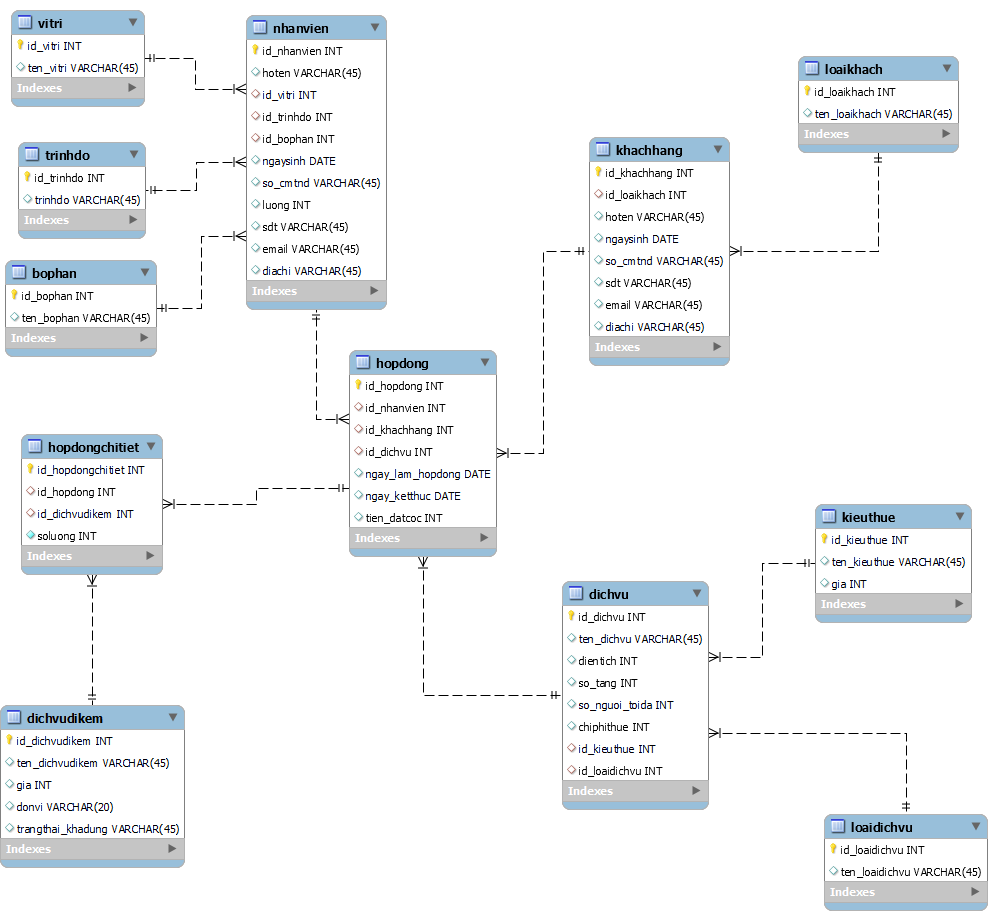 vitri
id_vitri INT
ten_vitri VARCHAR(45)
Indexes
trinhdo
id_trinhdo INT
trinhdo VARCHAR(45)
Indexes
bophan
id_bophan INT
ten_bophan VARCHAR(45)
Indexes
nhanvien
id_nhanvien INT
hoten VARCHAR(45)
id_vitri INT
id_trinhdo INT
id_bophan INT
ngaysinh DATE
so_cmtnd VARCHAR(45)
luong INT
sdt VARCHAR(45)
email VARCHAR(45)
diachi VARCHAR(45)
Indexes
loaikhach
id_loaikhach INT
ten_loaikhach VARCHAR(45)
Indexes
khachhang
id_khachhang INT
id_loaikhach INT
hoten VARCHAR(45)
ngaysinh DATE
so_cmtnd VARCHAR(45)
sdt VARCHAR(45)
email VARCHAR(45)
diachi VARCHAR(45)
Indexes
hopdong
id_hopdong INT
id_nhanvien INT
id_khachhang INT
id_dichvu INT
ngay_lam_hopdong DATE
ngay_ketthuc DATE
tien_datcoc INT
Indexes
hopdongchitiet
id_hopdongchitiet INT
id_hopdong INT
id_dichvudikem INT
soluong INT
Indexes
kieuthue
id_kieuthue INT
ten_kieuthue VARCHAR(45)
gia INT
Indexes
dichvu
id_dichvu INT
ten_dichvu VARCHAR(45)
dientich INT
so_tang INT
so_nguoi_toida INT
chiphithue INT
id_kieuthue INT
id_loaidichvu INT
Indexes
dichvudikem
id_dichvudikem INT
ten_dichvudikem VARCHAR(45)
gia INT
donvi VARCHAR(20)
trangthai_khadung VARCHAR(45)
Indexes
loaidichvu
id_loaidichvu INT
ten_loaidichvu VARCHAR(45)
Indexes